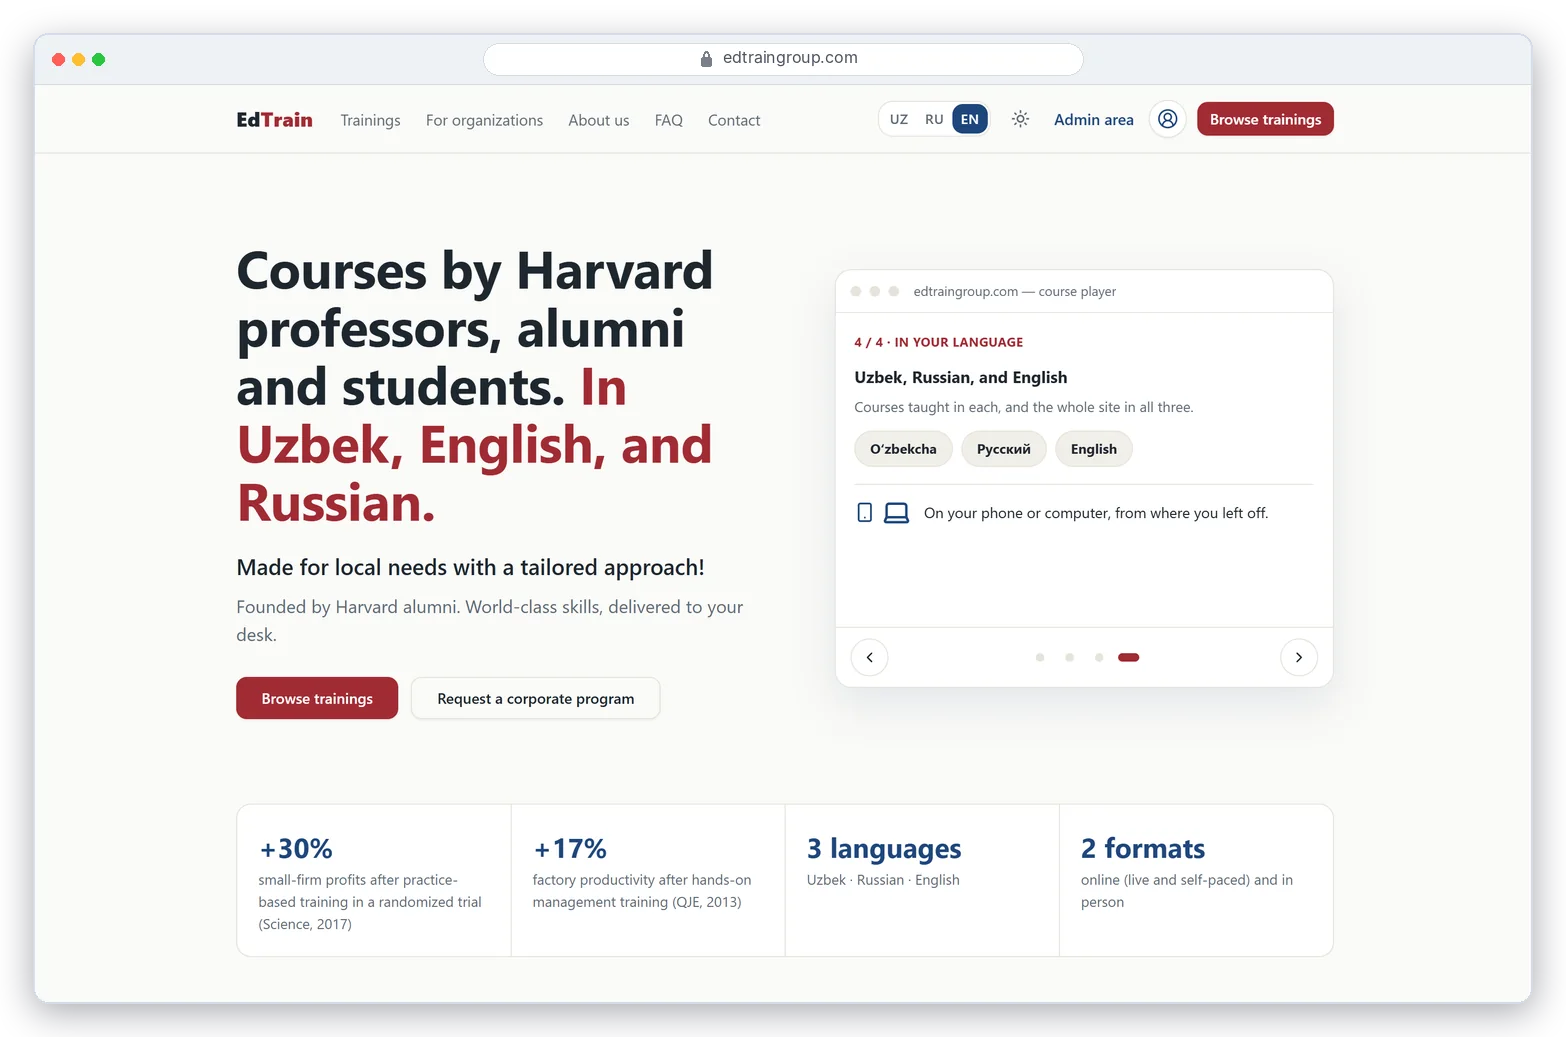 edtraingroup.com
EdTrain
Trainings
For organizations
About us
FAQ
Contact
UZ
RU
EN
Admin area
Browse trainings
Courses by Harvard
professors, alumni
and students. In
Uzbek, English, and
Russian.
Made for local needs with a tailored approach!
Founded by Harvard alumni. World-class skills, delivered to your
desk.
Browse trainings
Request a corporate program
edtraingroup.com — course player
4 / 4 · IN YOUR LANGUAGE
Uzbek, Russian, and English
Courses taught in each, and the whole site in all three.
Oʻzbekcha
Русский
English
On your phone or computer, from where you left off.
+30%
small-firm profits after practice-
based training in a randomized trial
(Science, 2017)
+17%
factory productivity after hands-on
management training (QJE, 2013)
3 languages
Uzbek · Russian · English
2 formats
online (live and self-paced) and in
person